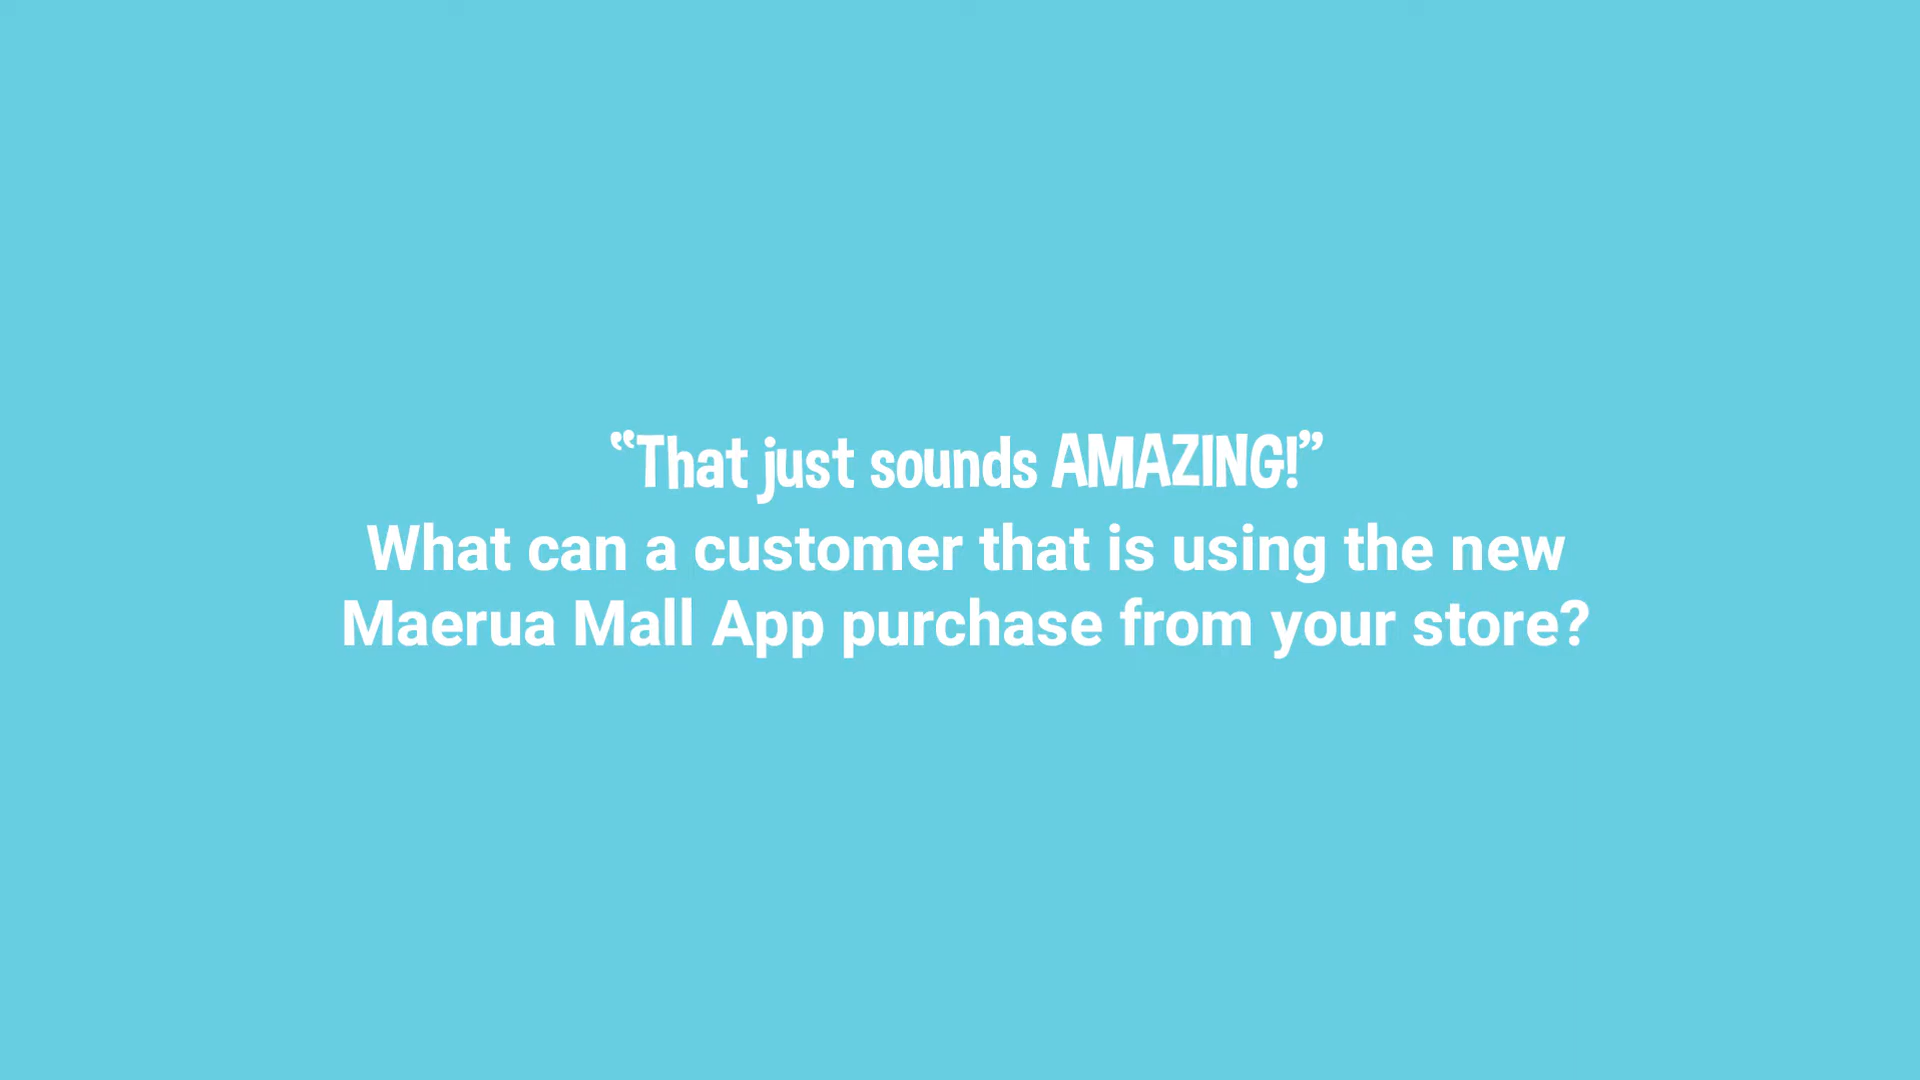 “That just sounds AMAZING!”
What can a customer that is using the new
Maerua Mall App purchase from your store?